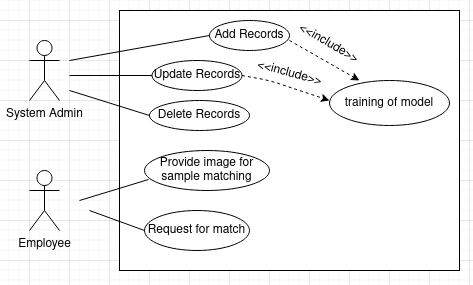 Add Records
<<include>>
Update Records
<<include>>
System Admin
Delete Records
training of model
Provide image for
sample matching
Employee
Request for match